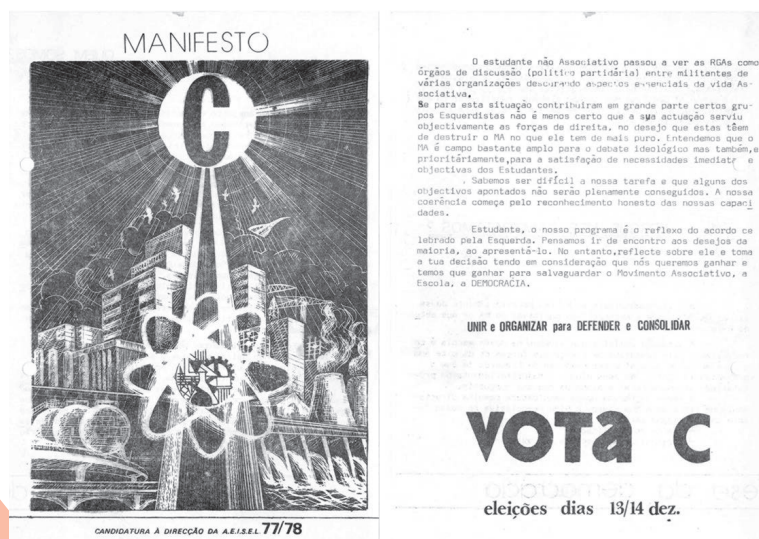 MANIFESTO
C
CANDIDATURA À DIRECÇÃO DA A.E.I.S.E.L 77/78
O estudante não Associativo passou a ver as RGAs como
órgãos de discussão (político partidária) entre militantes de
várias organizações descurando aspectos essenciais da vida As-
sociativa.
Se para esta situação contribuiram em grande parte certos gru-
pos Esquerdistas não é menos certo que a sua actuação serviu
objectivamente as forças de direita, no desejo que estas têem
de destruir o MA no que ele tem de mais puro. Entendemos que o
MA é campo bastante amplo para o debate ideológico mas também,e
prioritáriamente,para a satisfação de necessidades imediatas e
objectivas dos Estudantes.
. Sabemos ser difícil a nossa tarefa e que alguns dos
objectivos apontados não serão plenamente conseguidos. A nossa
coerência começa pelo reconhecimento honesto das nossas capaci
dades.
Estudante, o nosso programa é o reflexo do acordo ce
lebrado pela Esquerda. Pensamos ir de encontro aos desejos da
maioria, ao apresentá-lo. No entanto,reflecte sobre ele e toma
a tua decisão tendo em consideração que nós queremos ganhar e
temos que ganhar para salvaguardar o Movimento Associativo, a
Escola, a DEMOCRACIA.
UNIR e ORGANIZAR para DEFENDER e CONSOLIDAR
VOTA C
eleições dias 13/14 dez.